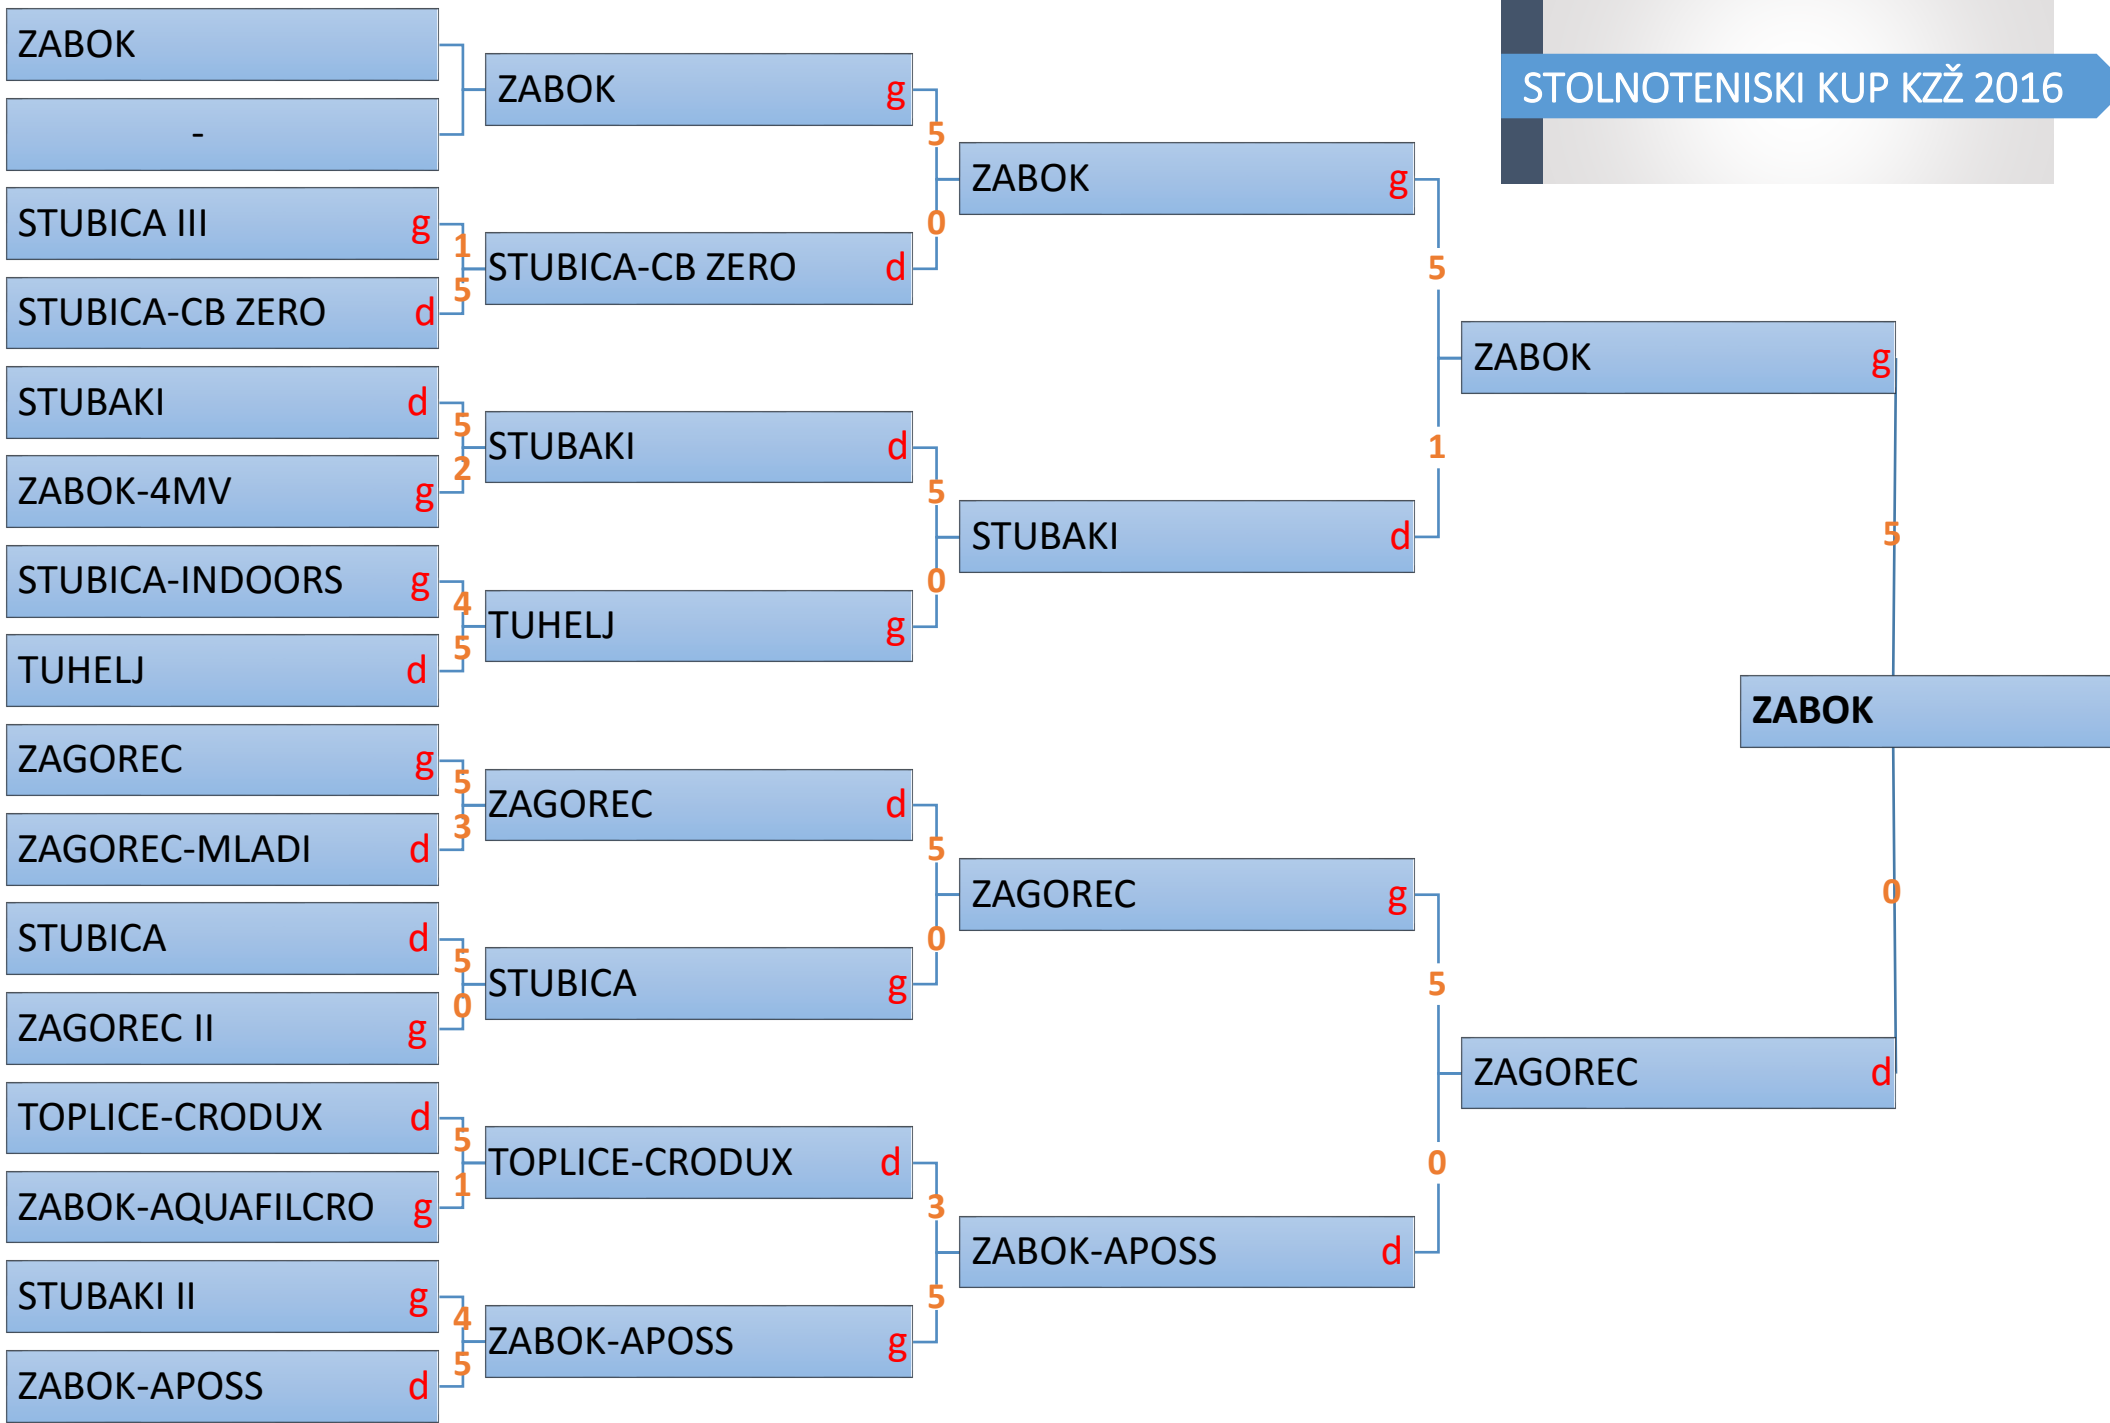 STOLNOTENISKI KUP KZŽ 2016
ZABOK
-
STUBICA III g
1
STUBICA-CB ZERO d
5
STUBAKI d
5
ZABOK-4MV g
2
STUBICA-INDOORS g
4
TUHELJ d
5
ZAGOREC g
5
ZAGOREC-MLADI d
3
STUBICA d
5
ZAGOREC II g
0
TOPLICE-CRODUX d
5
ZABOK-AQUAFILCRO g
1
STUBAKI II g
4
ZABOK-APOSS d
5
ZABOK g
5
STUBICA-CB ZERO d
0
STUBAKI d
5
TUHELJ g
0
ZAGOREC d
5
STUBICA g
0
TOPLICE-CRODUX d
3
ZABOK-APOSS g
5
ZABOK g
5
STUBAKI d
1
ZAGOREC g
5
ZABOK-APOSS d
0
ZABOK g
5
ZAGOREC d
0
ZABOK